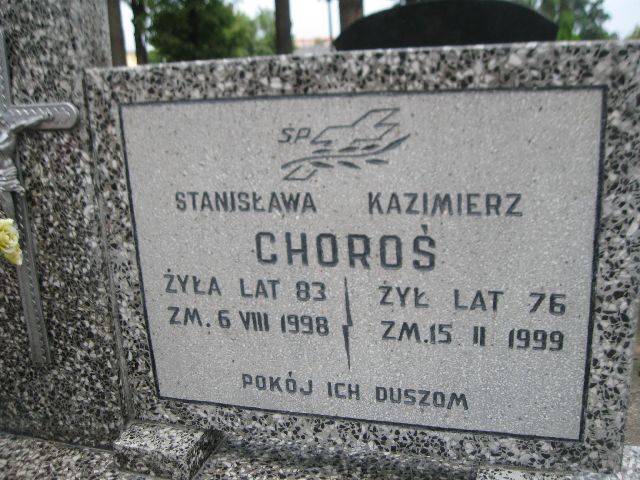 ŚP.
STANISŁAWA KAZIMIERZ
CHOROŚ
ŻYŁA LAT 83 ŻYŁ LAT 76
ZM. 6 VIII 1998 ZM. 15 II 1999
POKÓJ ICH DUSZOM